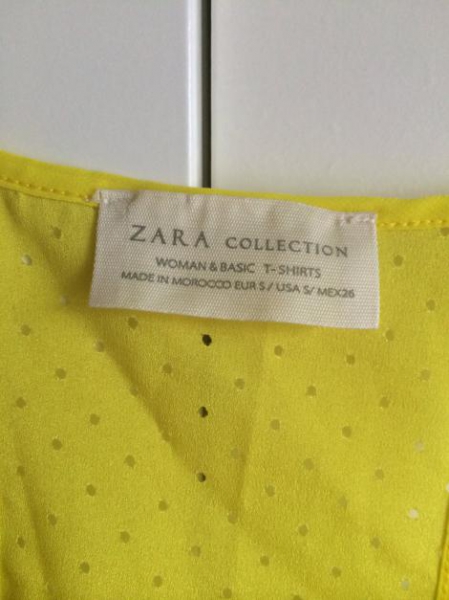 ZARA COLLECTION
WOMAN & BASIC T-SHIRTS
MADE IN MOROCCO EUR S/ USA S/ MEX26